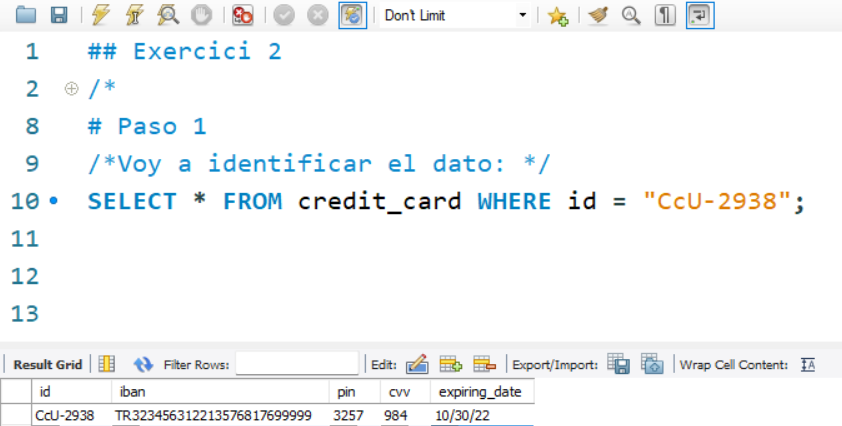 Don't Limit
1 ## Exercici 2
2 /*
8 # Paso 1
9 /*Voy a identificar el dato: */
10 SELECT * FROM credit_card WHERE id = "CcU-2938";
11
12
13
Result Grid Filter Rows: Edit: Export/Import: Wrap Cell Content:
id iban pin cvv expiring_date
CcU-2938 TR323456312213576817699999 3257 984 10/30/22